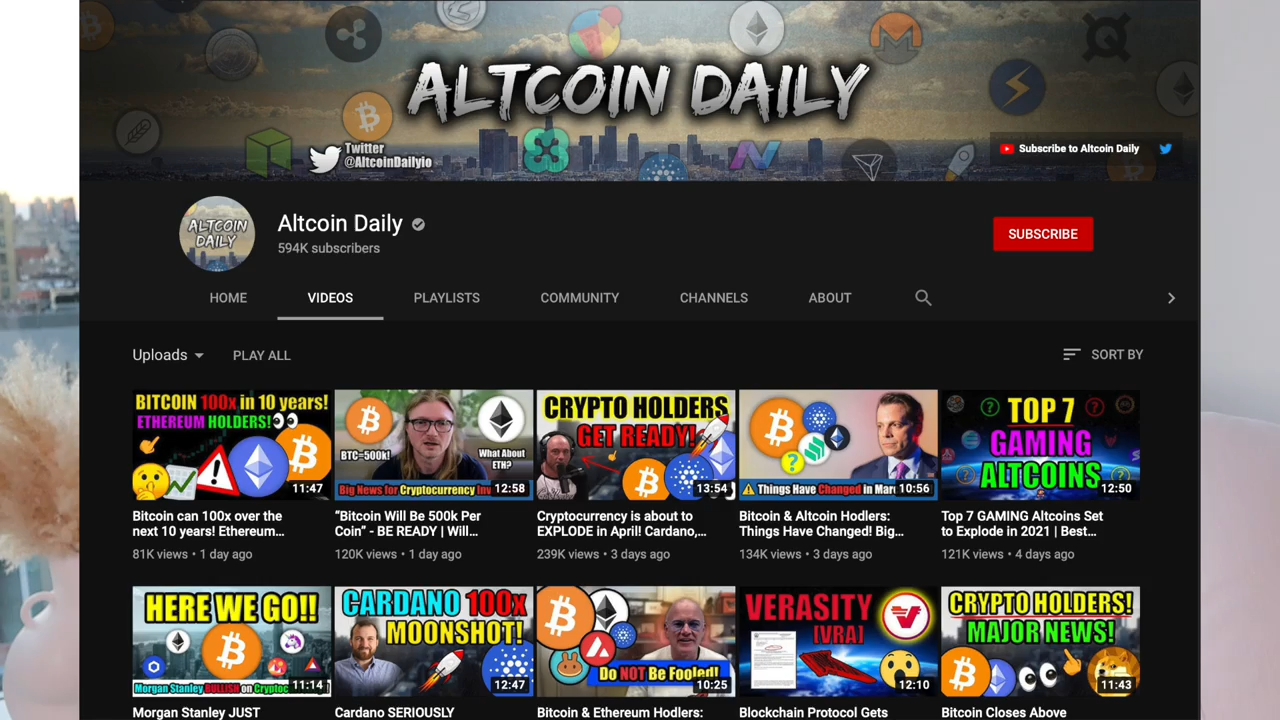 ALTCOIN DAILY
Twitter
@AltcoinDailyio
Subscribe to Altcoin Daily
ALTCOIN
DAILY
Altcoin Daily
594K subscribers
SUBSCRIBE
HOME
VIDEOS
PLAYLISTS
COMMUNITY
CHANNELS
ABOUT
Uploads
PLAY ALL
SORT BY
BITCOIN 100x in 10 years!
ETHEREUM HOLDERS!
11:47
Bitcoin can 100x over the
next 10 years! Ethereum...
81K views • 1 day ago
BTC=500k!
What About
ETH?
Big News for Cryptocurrency Inv
12:58
”Bitcoin Will Be 500k Per
Coin” - BE READY | Will...
120K views • 1 day ago
CRYPTO HOLDERS
GET READY!
13:54
Cryptocurrency is about to
EXPLODE in April! Cardano,...
239K views • 3 days ago
Things Have Changed in Mar
10:56
Bitcoin & Altcoin Hodlers:
Things Have Changed! Big...
134K views • 3 days ago
TOP 7
GAMING
ALTCOINS
12:50
Top 7 GAMING Altcoins Set
to Explode in 2021 | Best...
121K views • 4 days ago
HERE WE GO!!
Morgan Stanley BULLISH on Cryptoc
11:14
Morgan Stanley JUST
CARDANO 100x
MOONSHOT!
12:47
Cardano SERIOUSLY
Do NOT Be Fooled!
10:25
Bitcoin & Ethereum Hodlers:
VERASITY
[VRA]
12:10
Blockchain Protocol Gets
CRYPTO HOLDERS!
MAJOR NEWS!
11:43
Bitcoin Closes Above